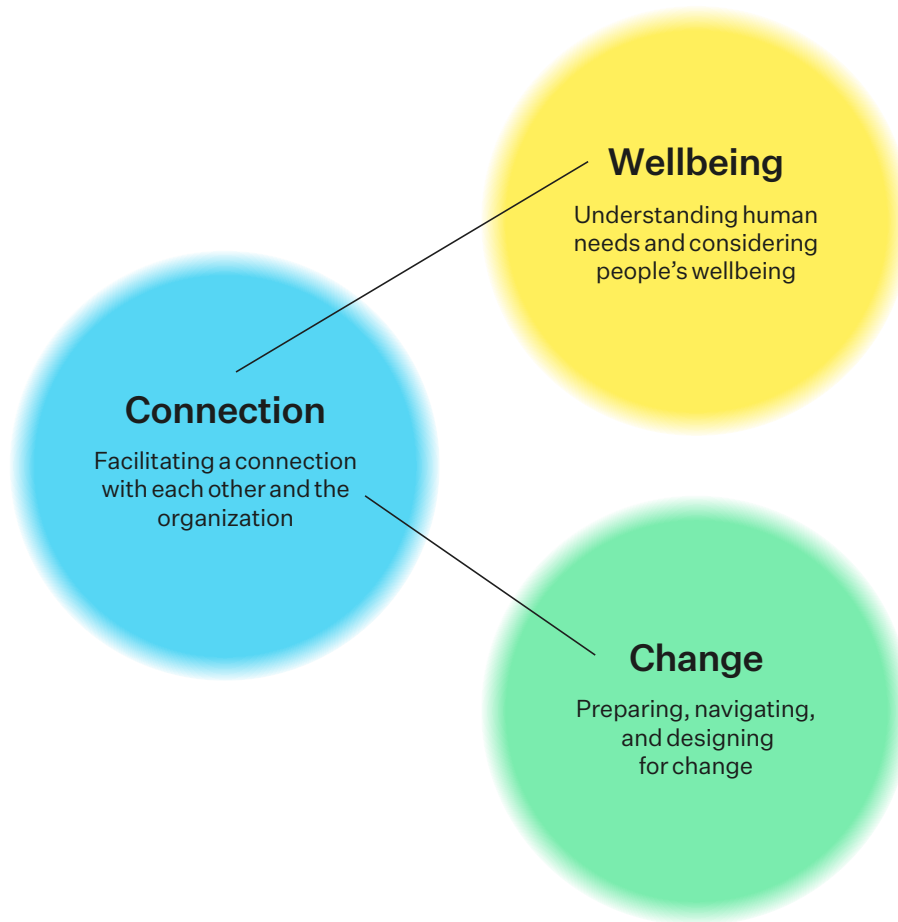 Wellbeing
Understanding human
needs and considering
people’s wellbeing
Connection
Facilitating a connection
with each other and the
organization
Change
Preparing, navigating,
and designing
for change